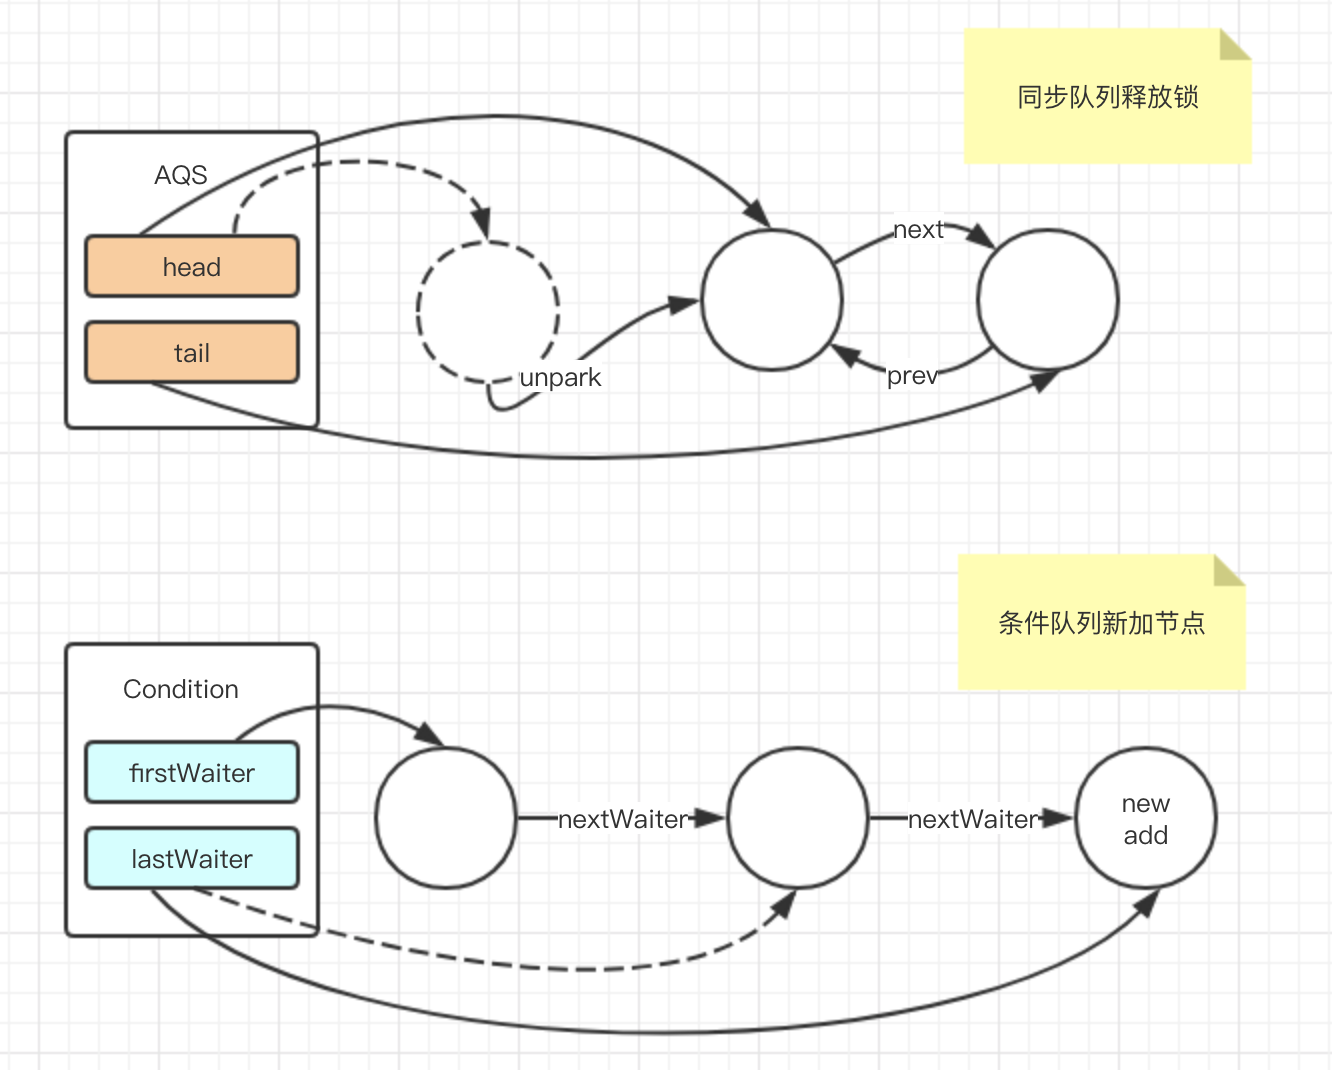 同步队列释放锁
AQS
head
tail
next
prev
unpark
条件队列新加节点
Condition
firstWaiter
lastWaiter
nextWaiter
nextWaiter
new
add